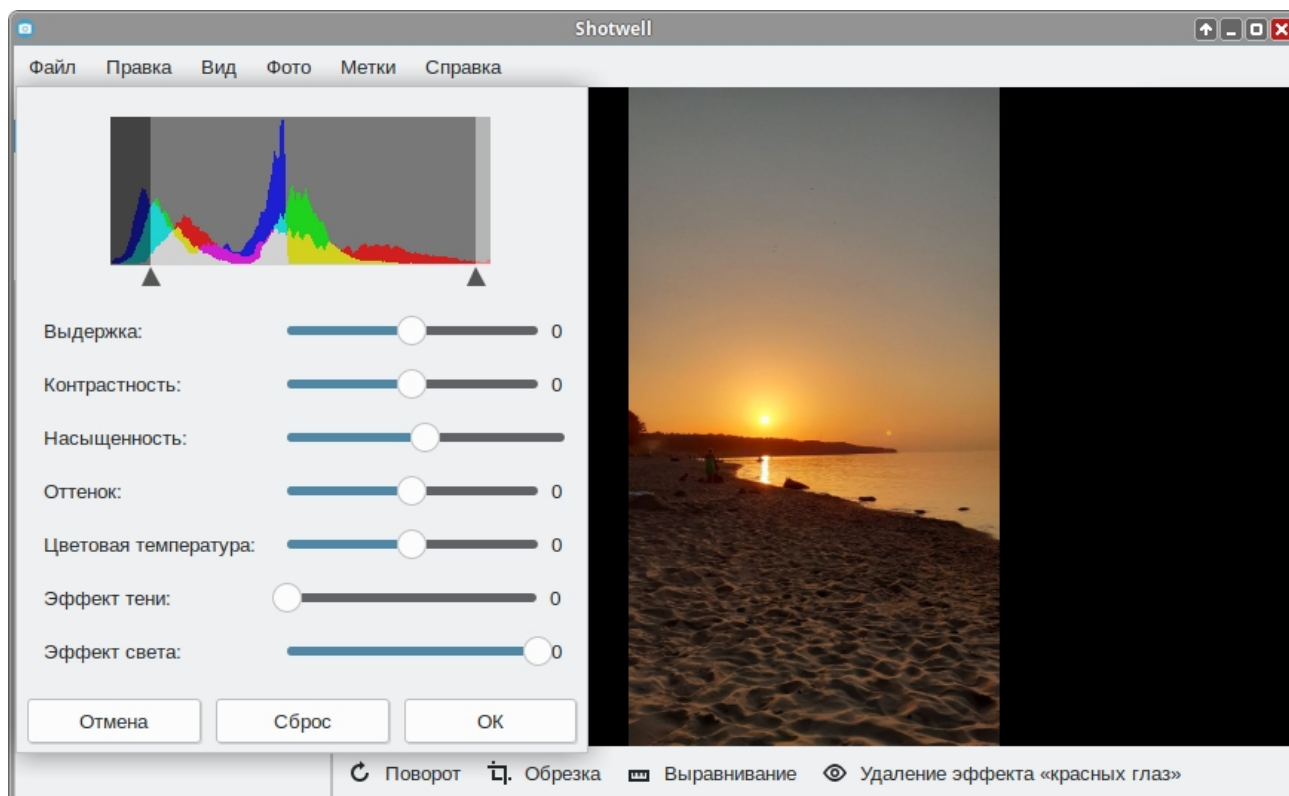 Shotwell
Файл Правка Вид Фото Метки Справка
Выдержка: 0
Контрастность: 0
Насыщенность:
Оттенок: 0
Цветовая температура: 0
Эффект тени: 0
Эффект света: 0
Отмена Сброс ОК
Поворот Обрезка Выравнивание Удаление эффекта «красных глаз»